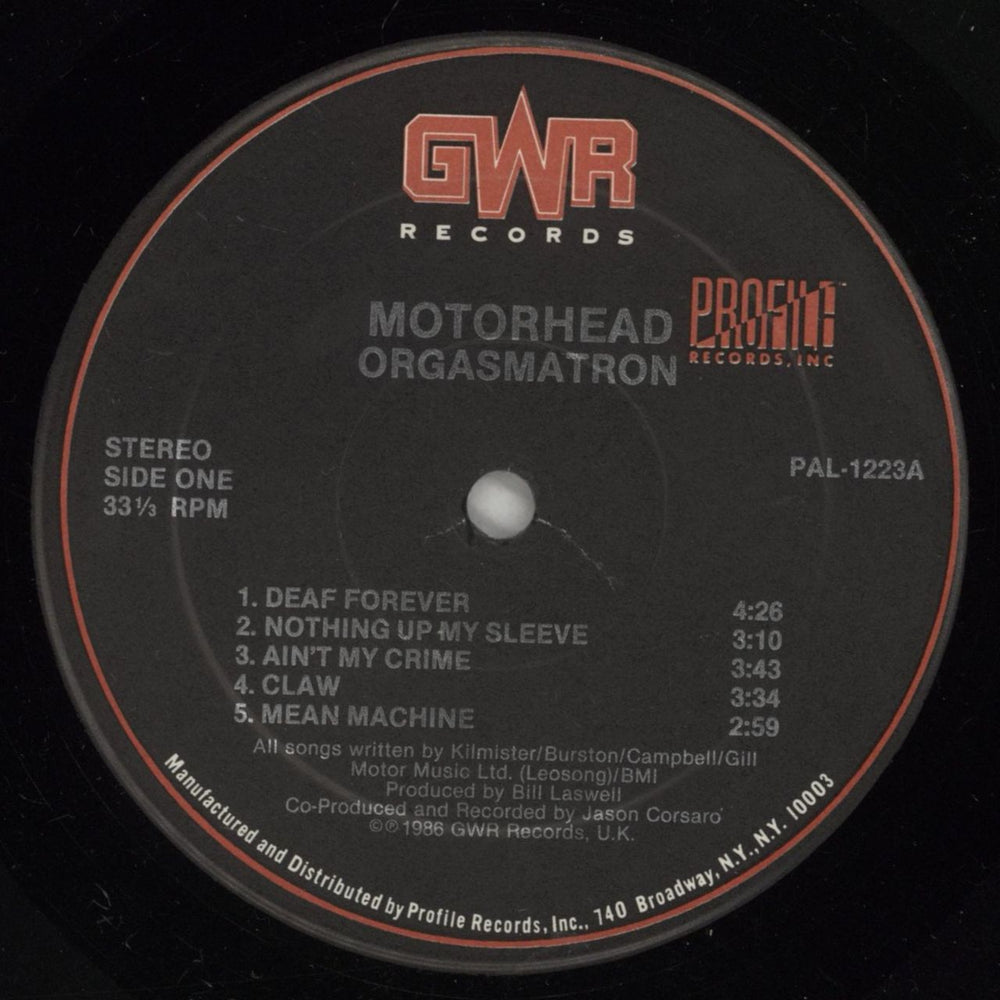 GWR
RECORDS
MOTORHEAD
ORGASMATRON
PROFILE™
RECORDS, INC
STEREO
SIDE ONE
33⅓ RPM
PAL-1223A
1. DEAF FOREVER 4:26
2. NOTHING UP MY SLEEVE 3:10
3. AIN'T MY CRIME 3:43
4. CLAW 3:34
5. MEAN MACHINE 2:59
All songs written by Kilmister/Burston/Campbell/Gill
Motor Music Ltd. (Leosong)/BMI
Produced by Bill Laswell
Co-Produced and Recorded by Jason Corsaro
©℗1986 GWR Records, U.K.
Manufactured and Distributed by Profile Records, Inc., 740 Broadway, N.Y., N.Y. 10003